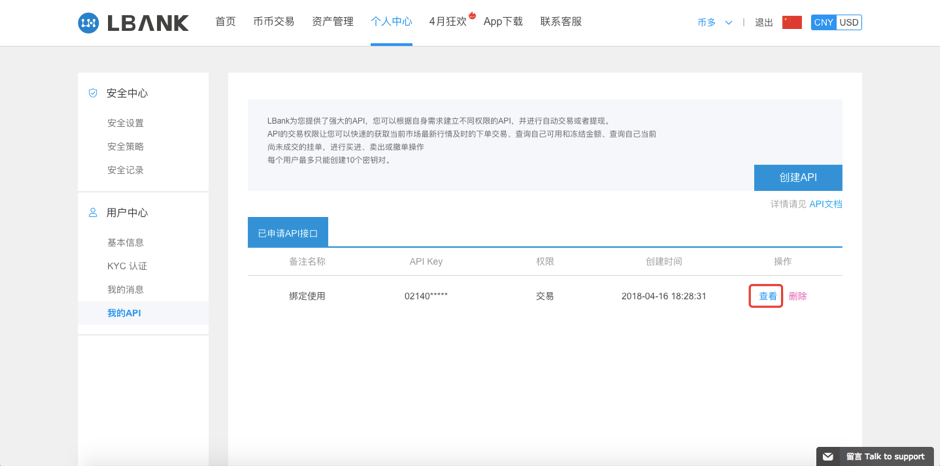 LBANK 首页 币币交易 资产管理 个人中心 4月狂欢 App下载 联系客服 币多 | 退出 CNY USD
安全中心
安全设置
安全策略
安全记录
用户中心
基本信息
KYC 认证
我的消息
我的API
LBank为您提供了强大的API，您可以根据自身需求建立不同权限的API，并进行自动交易或者提现。
API的交易权限让您可以快速的获取当前市场最新行情及时的下单交易、查询自己可用和冻结金额、查询自己当前
尚未成交的挂单、进行买进、卖出或撤单操作
每个用户最多只能创建10个密钥对。
创建API
详情请见 API文档
已申请API接口
备注名称 API Key 权限 创建时间 操作
绑定使用 02140***** 交易 2018-04-16 18:28:31 查看 删除
留言 Talk to support